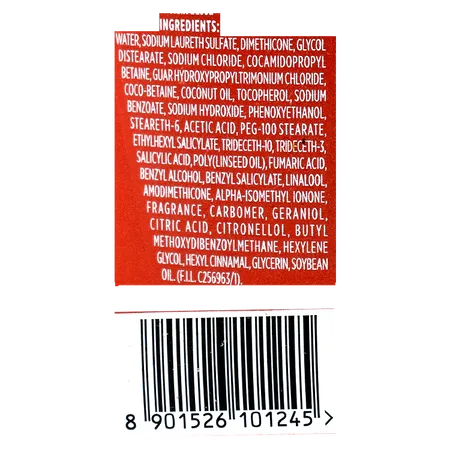 INGREDIENTS:
WATER, SODIUM LAURETH SULFATE, DIMETHICONE, GLYCOL
DISTEARATE, SODIUM CHLORIDE, COCAMIDOPROPYL
BETAINE, GUAR HYDROXYPROPYLTRIMONIUM CHLORIDE,
COCO-BETAINE, COCONUT OIL, TOCOPHEROL, SODIUM
BENZOATE, SODIUM HYDROXIDE, PHENOXYETHANOL,
STEARETH-6, ACETIC ACID, PEG-100 STEARATE,
ETHYLHEXYL SALICYLATE, TRIDECETH-10, TRIDECETH-3,
SALICYLIC ACID, POLY(LINSEED OIL), FUMARIC ACID,
BENZYL ALCOHOL, BENZYL SALICYLATE, LINALOOL,
AMODIMETHICONE, ALPHA-ISOMETHYL IONONE,
FRAGRANCE, CARBOMER, GERANIOL,
CITRIC ACID, CITRONELLOL, BUTYL
METHOXYDIBENZOYLMETHANE, HEXYLENE
GLYCOL, HEXYL CINNAMAL, GLYCERIN, SOYBEAN
OIL. (F.I.L. C256963/1).
8 901526 101245 >